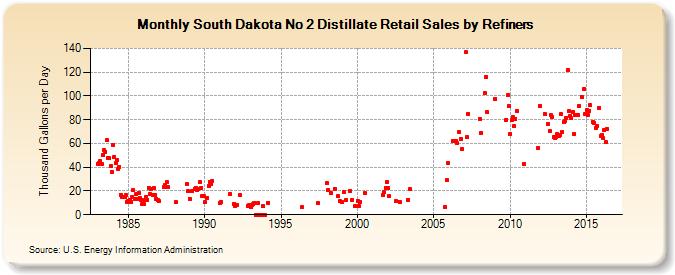 Monthly South Dakota No 2 Distillate Retail Sales by Refiners
Thousand Gallons per Day
140
120
100
80
60
40
20
0
1985 1990 1995 2000 2005 2010 2015
Source: U.S. Energy Information Administration